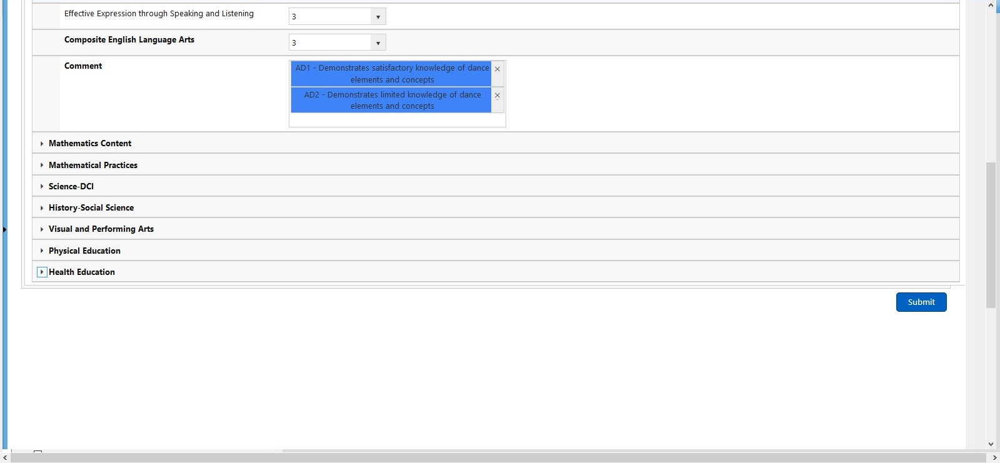 Effective Expression through Speaking and Listening
3
Composite English Language Arts
3
Comment
AD1 - Demonstrates satisfactory knowledge of dance
elements and concepts
AD2 - Demonstrates limited knowledge of dance
elements and concepts
Mathematics Content
Mathematical Practices
Science-DCI
History-Social Science
Visual and Performing Arts
Physical Education
Health Education
Submit